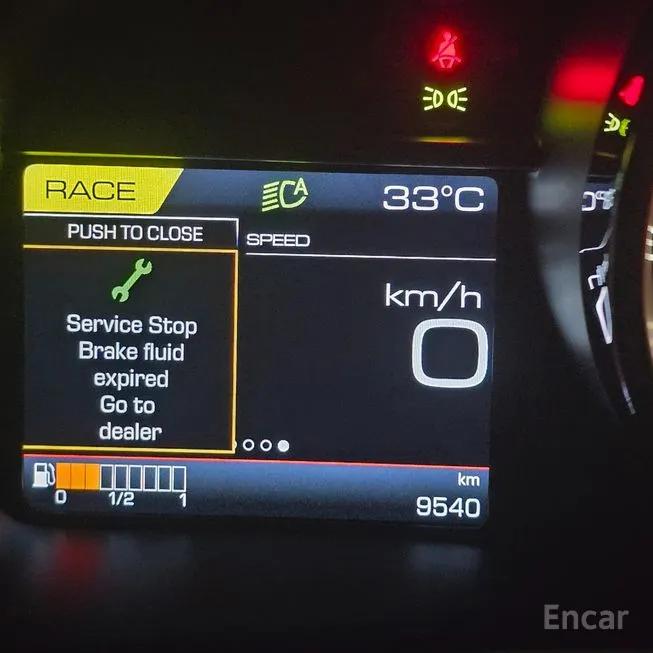 RACE
A
33°C
PUSH TO CLOSE
SPEED
Service Stop
Brake fluid
expired
Go to
dealer
km/h
0
0 1/2 1
km
9540
Encar